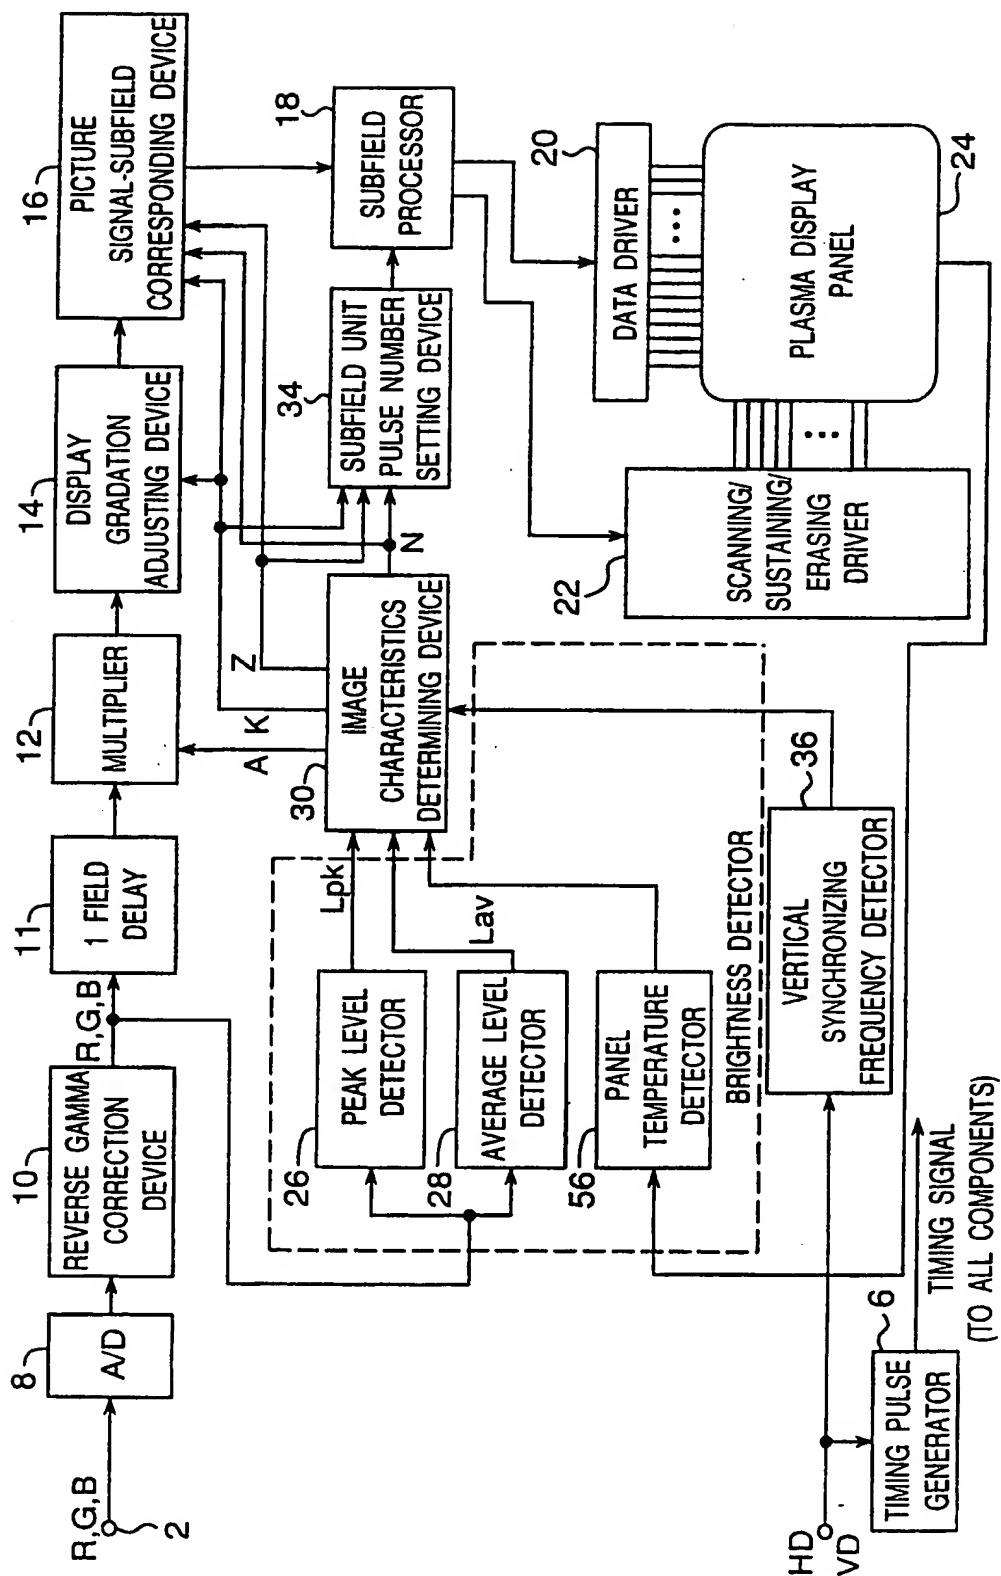 R,G,B
2
8
A/D
10
REVERSE GAMMA
CORRECTION
DEVICE
R,G,B
11
1 FIELD
DELAY
12
MULTIPLIER
14
DISPLAY
GRADATION
ADJUSTING DEVICE
16
PICTURE
SIGNAL-SUBFIELD
CORRESPONDING DEVICE
A
K
Z
26
PEAK LEVEL
DETECTOR
Lpk
28
AVERAGE LEVEL
DETECTOR
Lav
56
PANEL
TEMPERATURE
DETECTOR
BRIGHTNESS DETECTOR
30
IMAGE
CHARACTERISTICS
DETERMINING DEVICE
N
34
SUBFIELD UNIT
PULSE NUMBER
SETTING DEVICE
18
SUBFIELD
PROCESSOR
20
DATA DRIVER
22
SCANNING/
SUSTAINING/
ERASING
DRIVER
PLASMA DISPLAY
PANEL
24
36
VERTICAL
SYNCHRONIZING
FREQUENCY DETECTOR
HD
VD
6
TIMING PULSE
GENERATOR
TIMING SIGNAL
(TO ALL COMPONENTS)